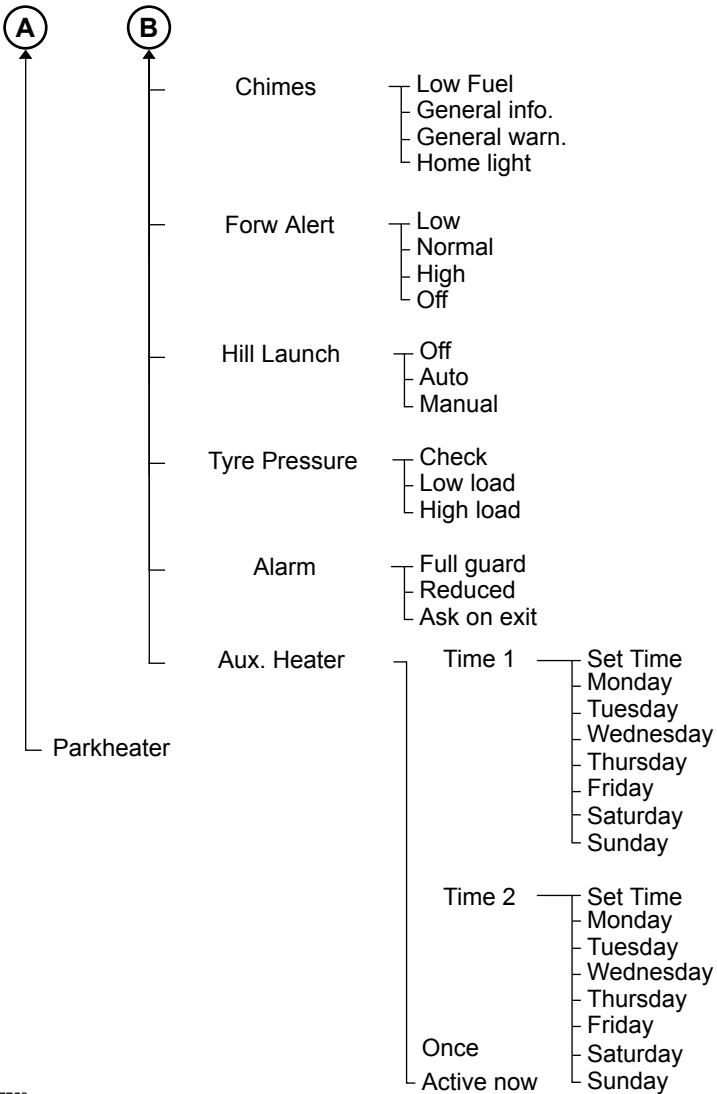 A B
Chimes Low Fuel
General info.
General warn.
Home light
Forw Alert Low
Normal
High
Off
Hill Launch Off
Auto
Manual
Tyre Pressure Check
Low load
High load
Alarm Full guard
Reduced
Ask on exit
Aux. Heater Time 1 Set Time
Monday
Tuesday
Wednesday
Parkheater
Thursday
Friday
Saturday
Sunday
Time 2 Set Time
Monday
Tuesday
Wednesday
Thursday
Friday
Once
Saturday
Active now Sunday